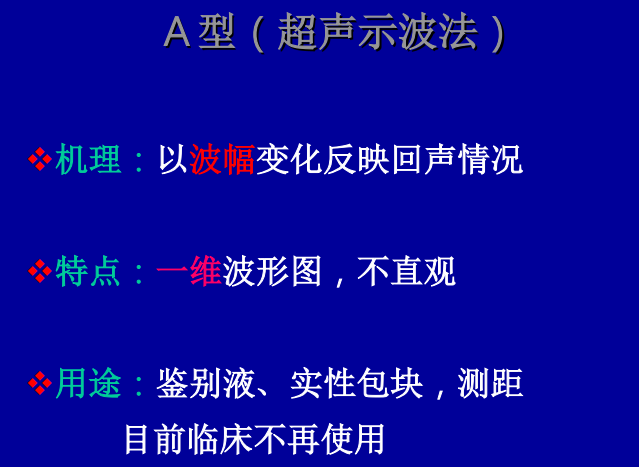 A型（超声示波法）
❖机理：以波幅变化反映回声情况
❖特点：一维波形图，不直观
❖用途：鉴别液、实性包块，测距
目前临床不再使用